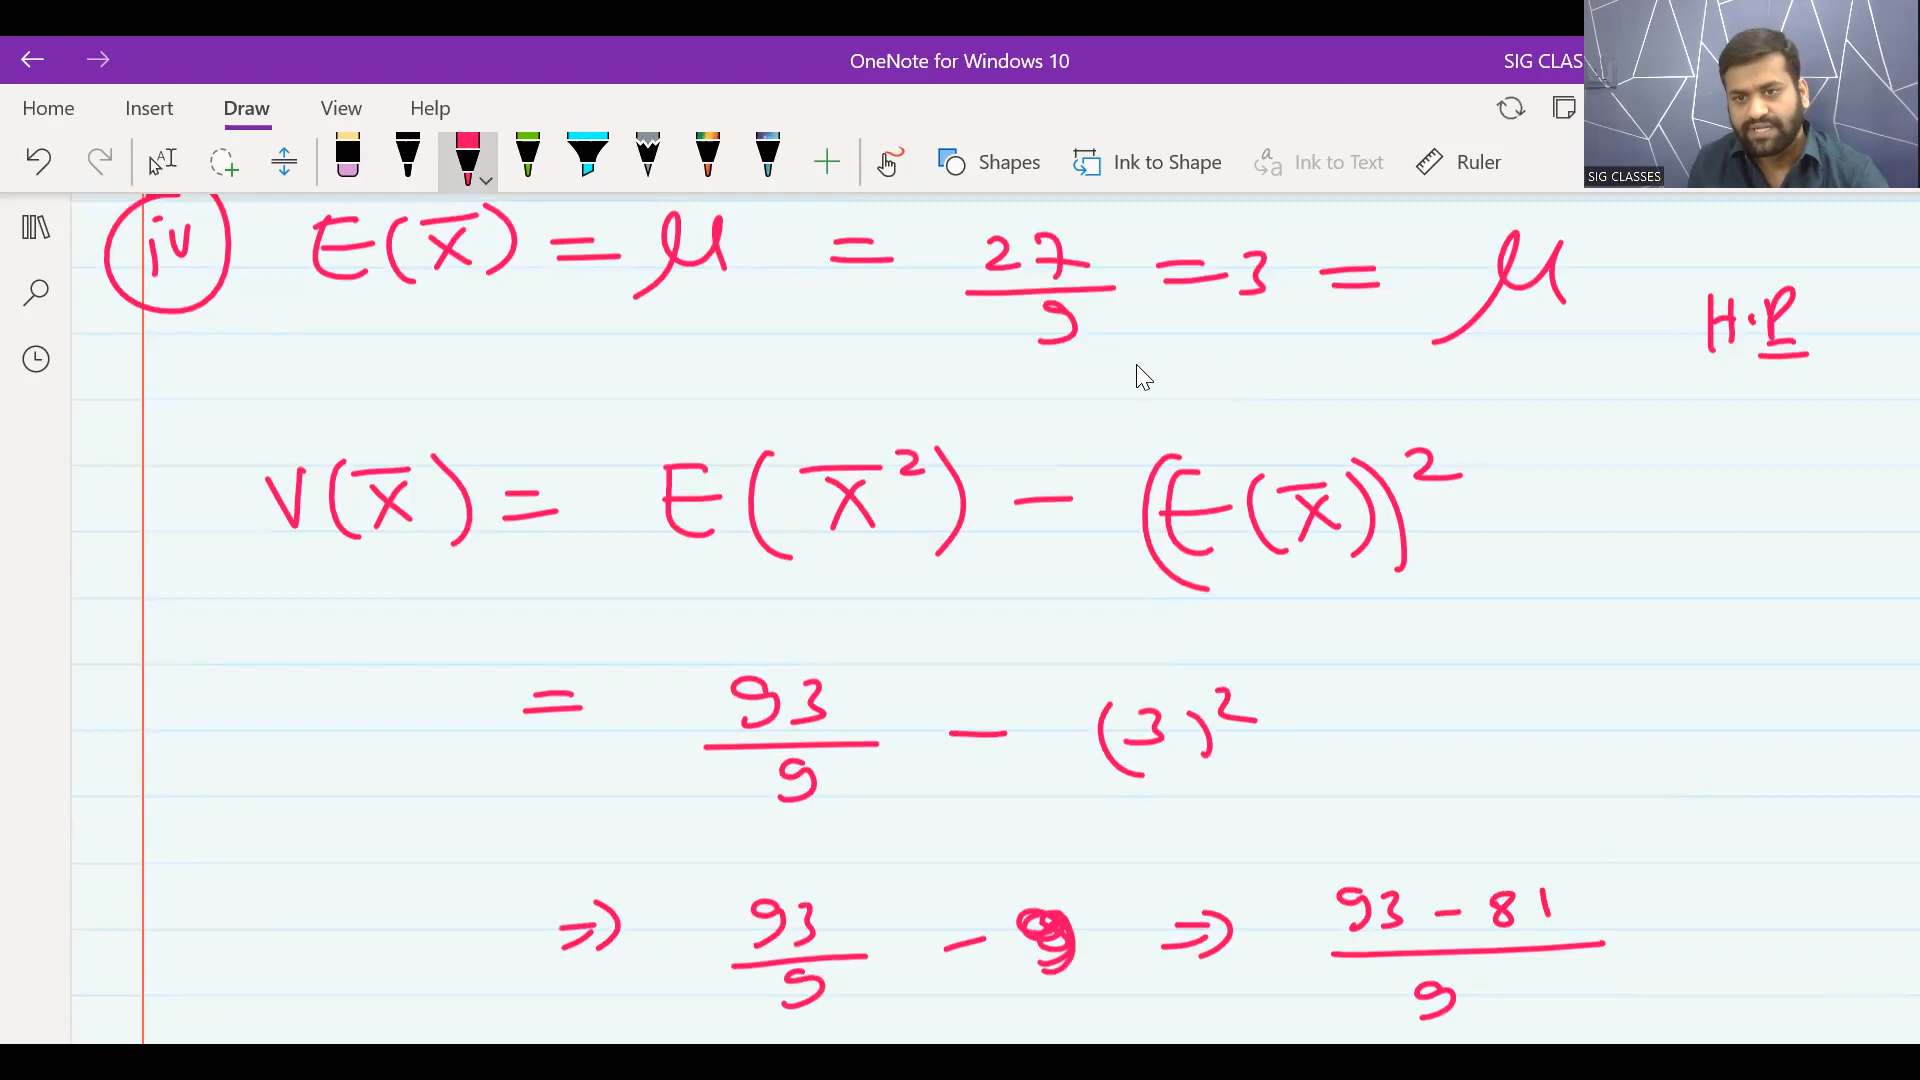 OneNote for Windows 10
SIG CLAS
Home Insert Draw View Help
Shapes Ink to Shape Ink to Text Ruler
SIG CLASSES
iv E(x̅) = μ = 27/9 = 3 = μ
H.P
V(x̅) = E(x̅²) - (E(x̅))²
= 93/9 - (3)²
⇒ 93/9 - 9 ⇒ 93 - 81/9